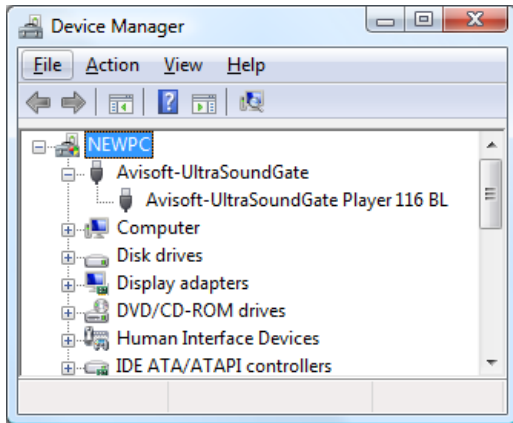 Device Manager
File Action View Help
NEWPC
Avisoft-UltraSoundGate
Avisoft-UltraSoundGate Player 116 BL
Computer
Disk drives
Display adapters
DVD/CD-ROM drives
Human Interface Devices
IDE ATA/ATAPI controllers